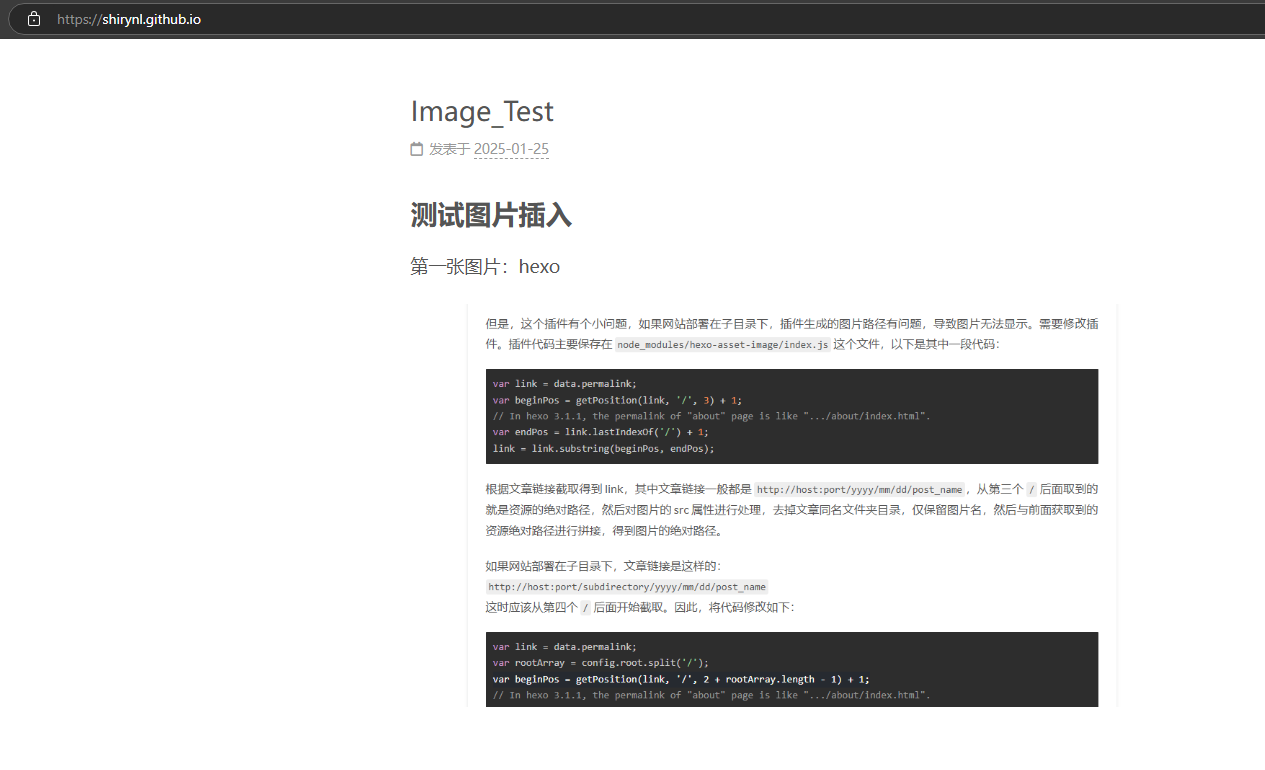 https://shirynl.github.io
Image_Test
发表于 2025-01-25
测试图片插入
第一张图片：hexo
但是，这个插件有个小问题，如果网站部署在子目录下，插件生成的图片路径有问题，导致图片无法显示。需要修改插
件。插件代码主要保存在 node_modules/hexo-asset-image/index.js 这个文件，以下是其中一段代码：
var link = data.permalink;
var beginPos = getPosition(link, '/', 3) + 1;
// In hexo 3.1.1, the permalink of "about" page is like ".../about/index.html".
var endPos = link.lastIndexOf('/') + 1;
link = link.substring(beginPos, endPos);
根据文章链接截取得到 link，其中文章链接一般都是 http://host:port/yyyy/mm/dd/post_name，从第三个 / 后面取到的
就是资源的绝对路径，然后对图片的 src 属性进行处理，去掉文章同名文件夹目录，仅保留图片名，然后与前面获取到的
资源绝对路径进行拼接，得到图片的绝对路径。
如果网站部署在子目录下，文章链接是这样的：
http://host:port/subdirectory/yyyy/mm/dd/post_name
这时应该从第四个 / 后面开始截取。因此，将代码修改如下：
var link = data.permalink;
var rootArray = config.root.split('/');
var beginPos = getPosition(link, '/', 2 + rootArray.length - 1) + 1;
// In hexo 3.1.1, the permalink of "about" page is like ".../about/index.html".